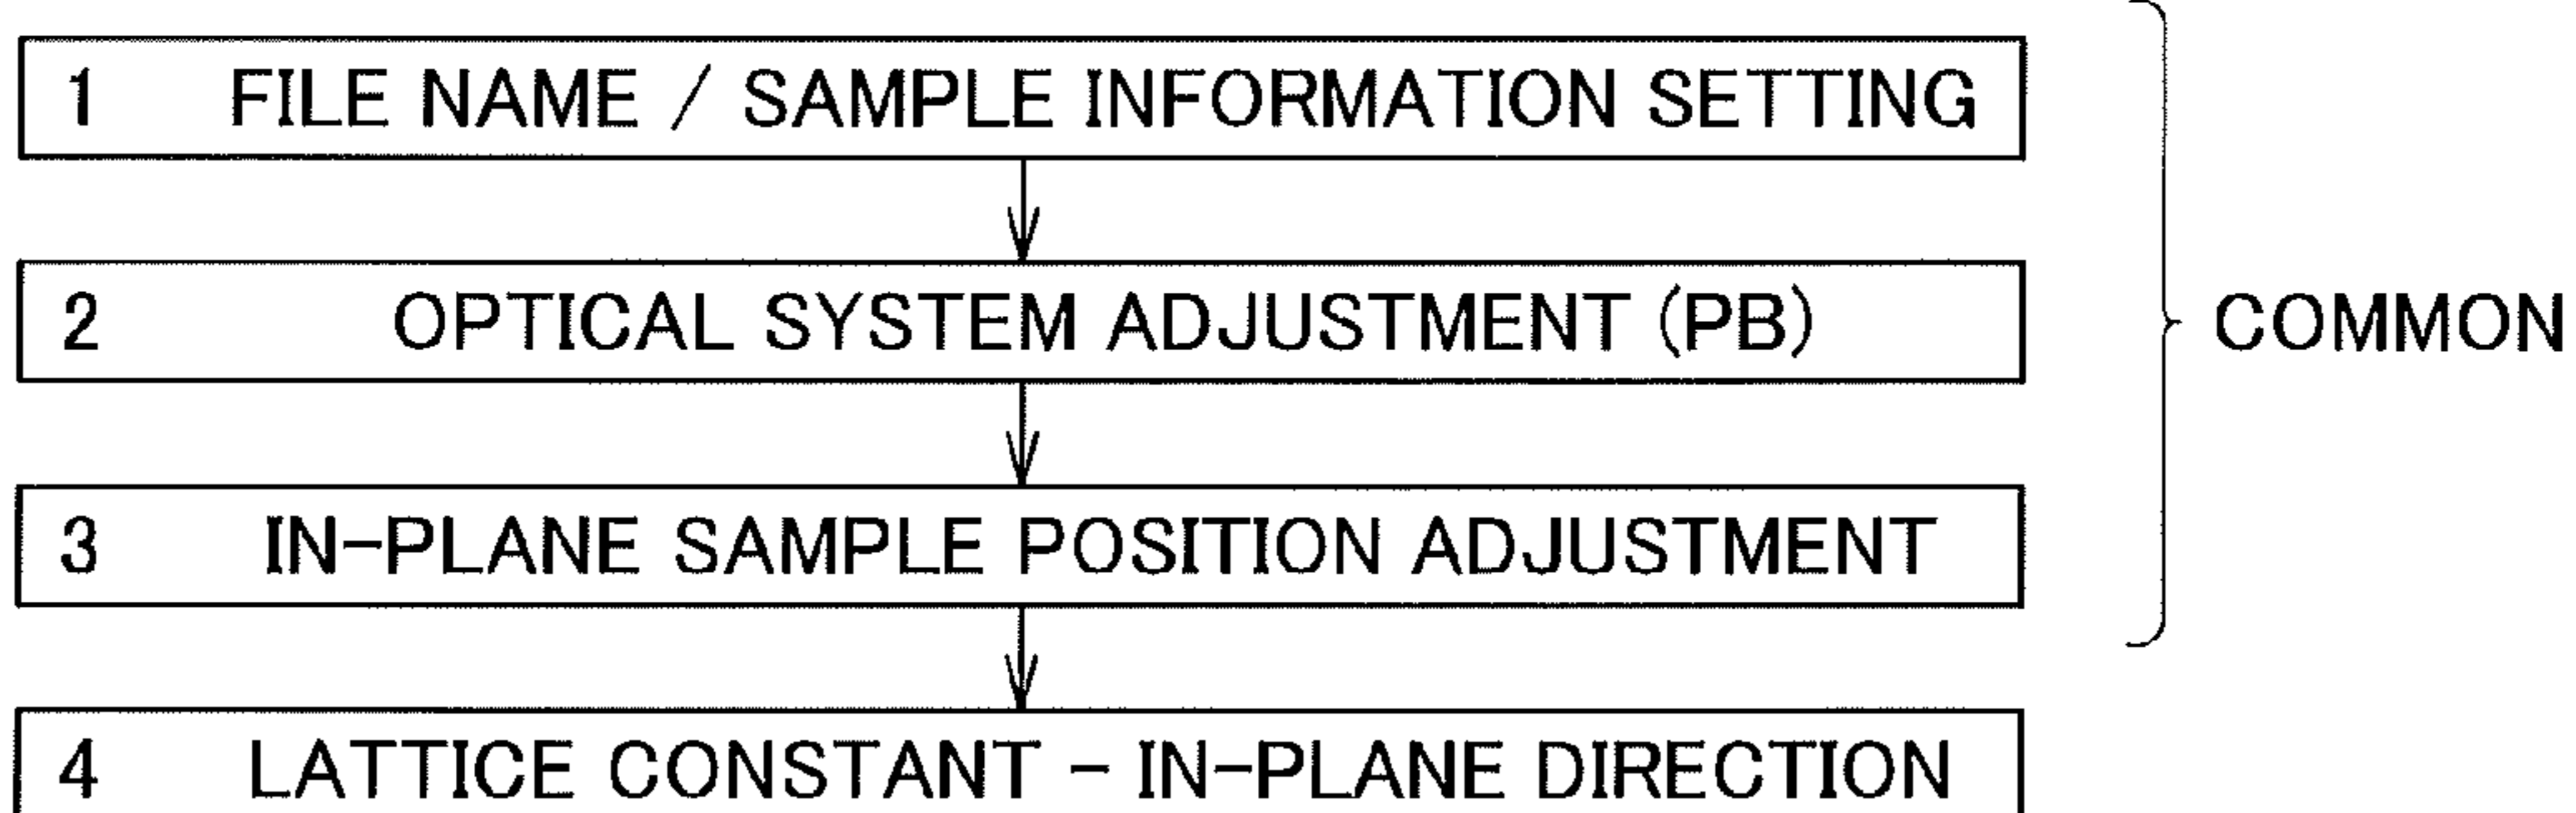 1 FILE NAME / SAMPLE INFORMATION SETTING
2 OPTICAL SYSTEM ADJUSTMENT (PB)
COMMON
3 IN-PLANE SAMPLE POSITION ADJUSTMENT
4 LATTICE CONSTANT - IN-PLANE DIRECTION